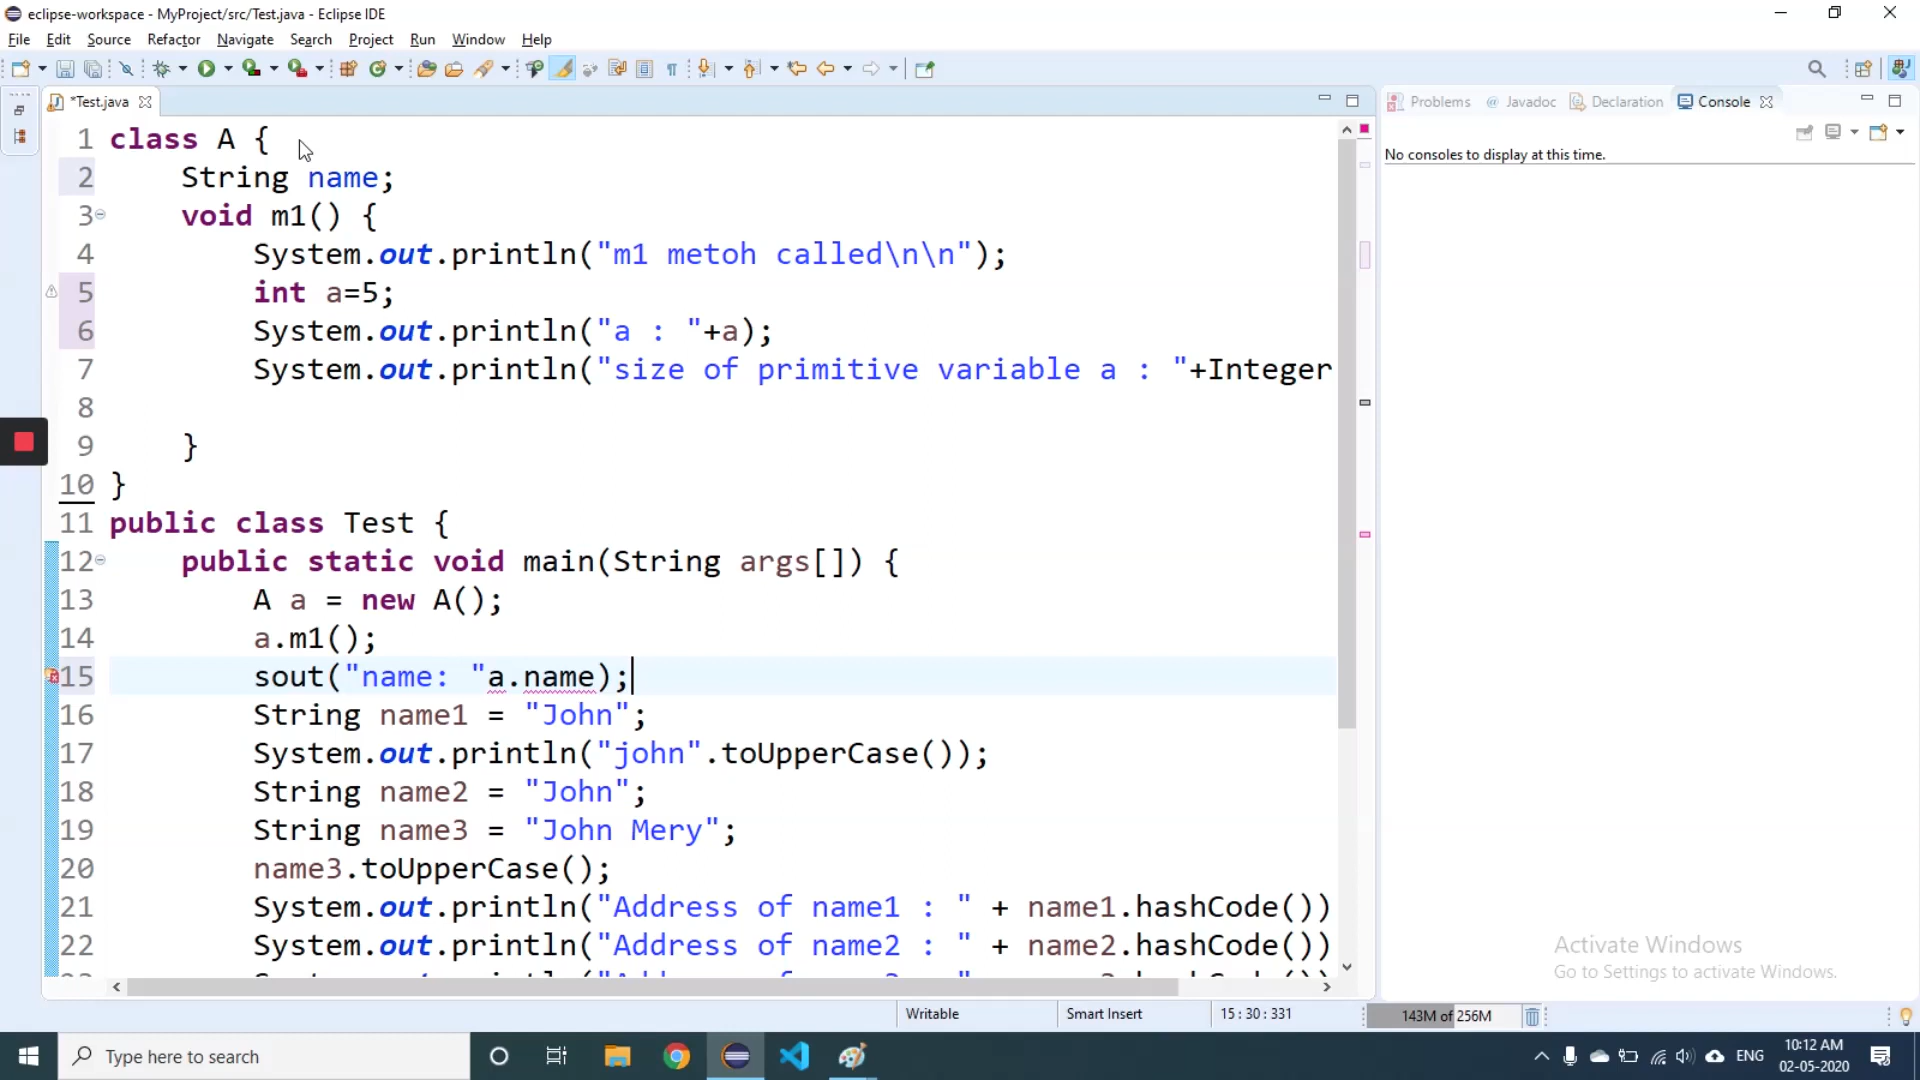 eclipse-workspace - MyProject/src/Test.java - Eclipse IDE
File Edit Source Refactor Navigate Search Project Run Window Help
*Test.java
Problems @ Javadoc Declaration Console
No consoles to display at this time.
1 class A {
2 String name;
3 void m1() {
4 System.out.println("m1 metoh called\n\n");
5 int a=5;
6 System.out.println("a : "+a);
7 System.out.println("size of primitive variable a : "+Integer
8
9 }
10 }
11 public class Test {
12 public static void main(String args[]) {
13 A a = new A();
14 a.m1();
15 sout("name: "a.name);
16 String name1 = "John";
17 System.out.println("john".toUpperCase());
18 String name2 = "John";
19 String name3 = "John Mery";
20 name3.toUpperCase();
21 System.out.println("Address of name1 : " + name1.hashCode())
22 System.out.println("Address of name2 : " + name2.hashCode())
Activate Windows
Go to Settings to activate Windows.
Writable Smart Insert 15 : 30 : 331 143M of 256M
Type here to search
ENG
10:12 AM
02-05-2020